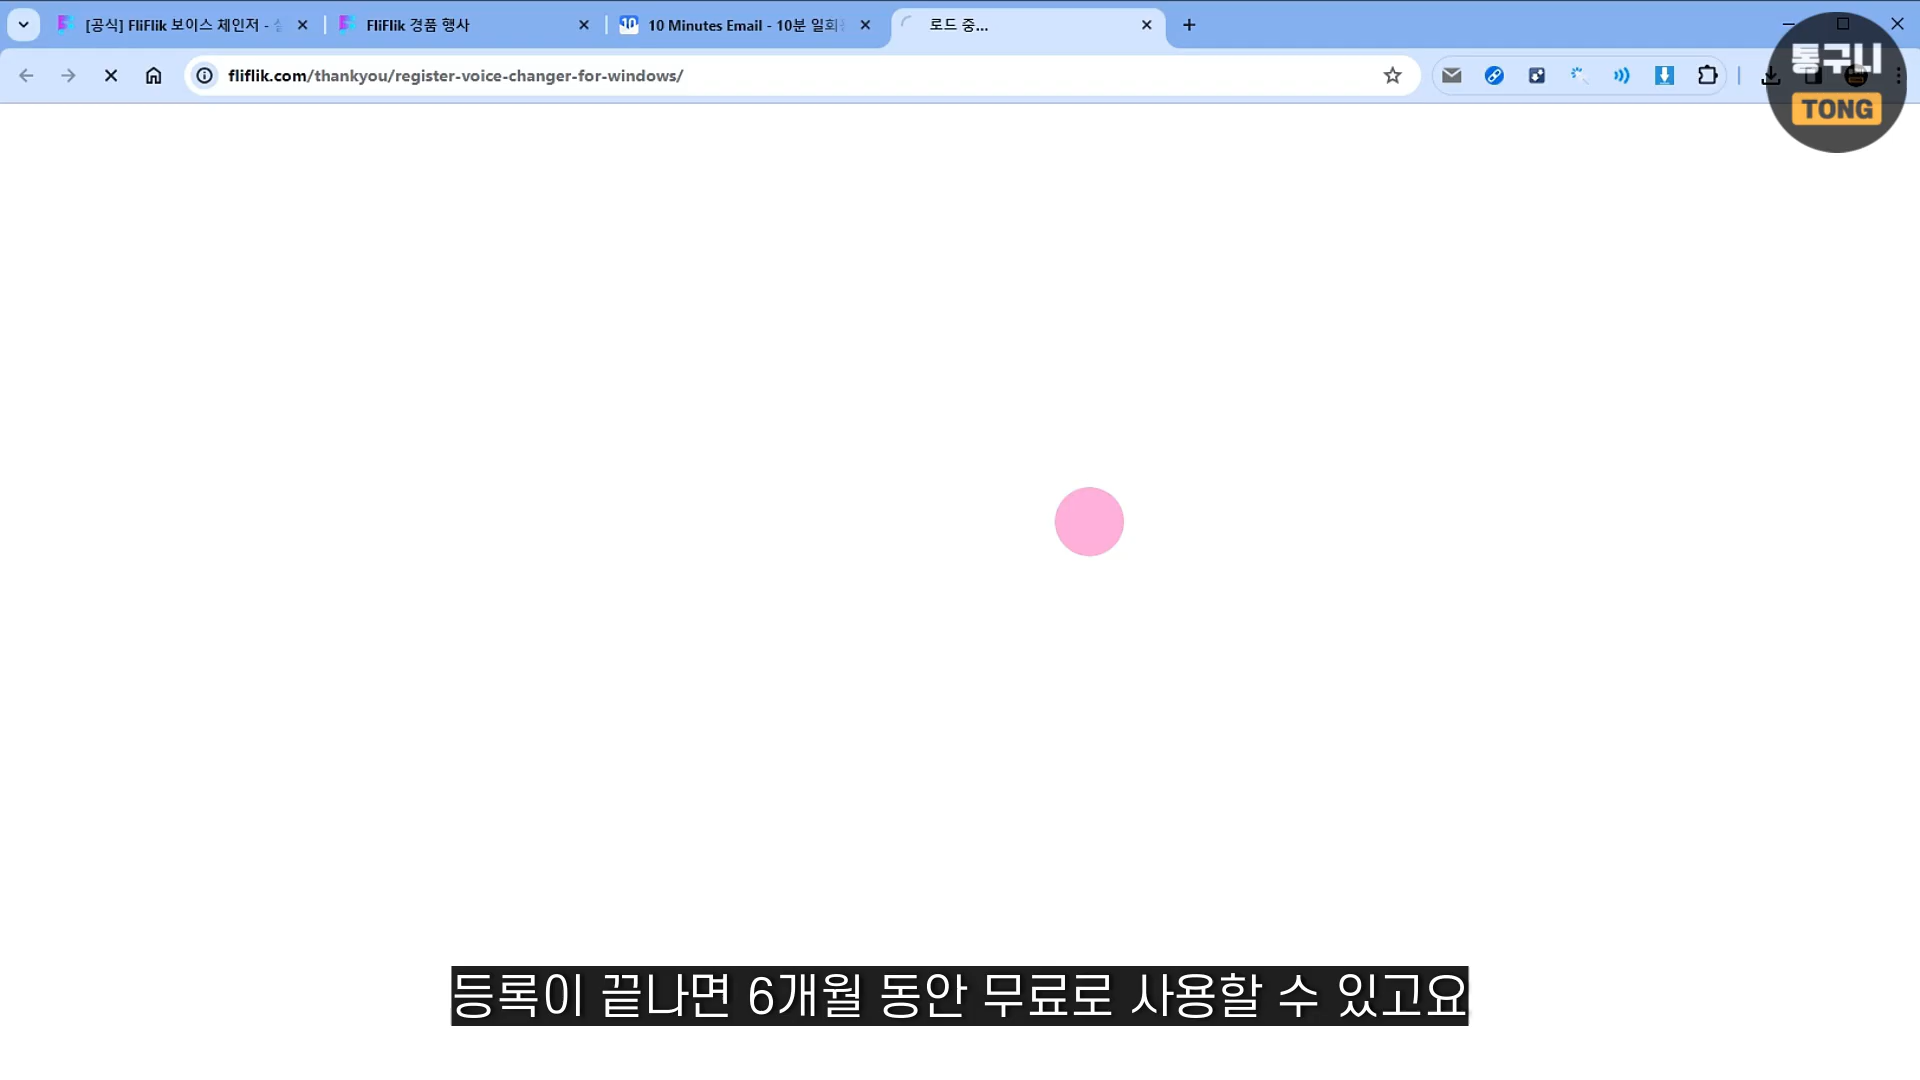 [공식] FliFlik 보이스 체인저 -
FliFlik 경품 행사
10 Minutes Email - 10분 일회
로드 중...
fliflik.com/thankyou/register-voice-changer-for-windows/
통구니
TONG
등록이 끝나면 6개월 동안 무료로 사용할 수 있고요